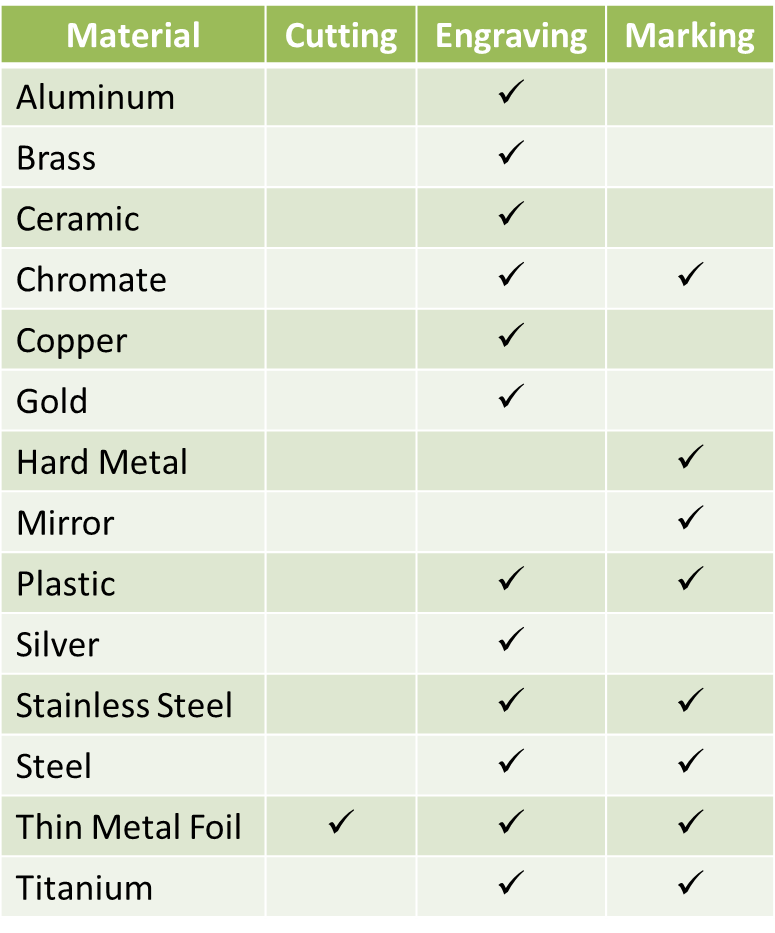 Material Cutting Engraving Marking
Aluminum ✓
Brass ✓
Ceramic ✓
Chromate ✓ ✓
Copper ✓
Gold ✓
Hard Metal ✓
Mirror ✓
Plastic ✓ ✓
Silver ✓
Stainless Steel ✓ ✓
Steel ✓ ✓
Thin Metal Foil ✓ ✓ ✓
Titanium ✓ ✓